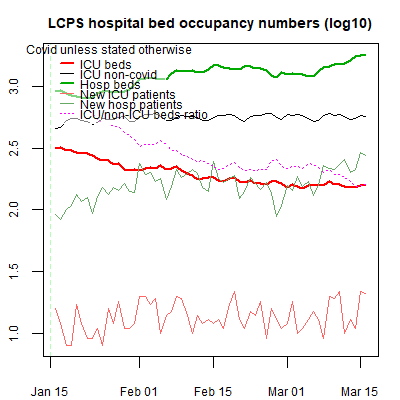 LCPS hospital bed occupancy numbers (log10)
Covid unless stated otherwise
ICU beds
ICU non-covid
Hosp beds
New ICU patients
New hosp patients
ICU/non-ICU beds ratio
3.0
2.5
2.0
1.5
1.0
Jan 15
Feb 01
Feb 15
Mar 01
Mar 15